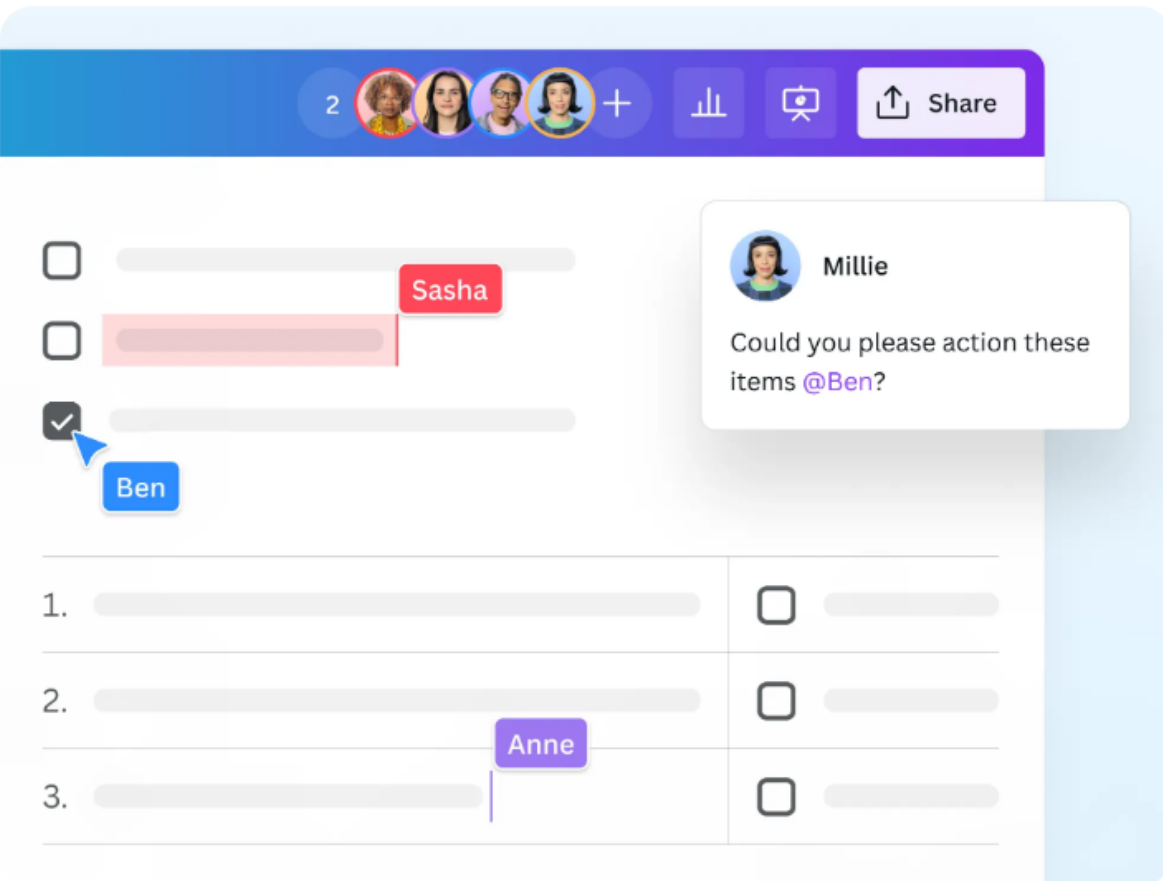 2
Share
Millie
Could you please action these
items @Ben?
Sasha
Ben
1.
2.
Anne
3.